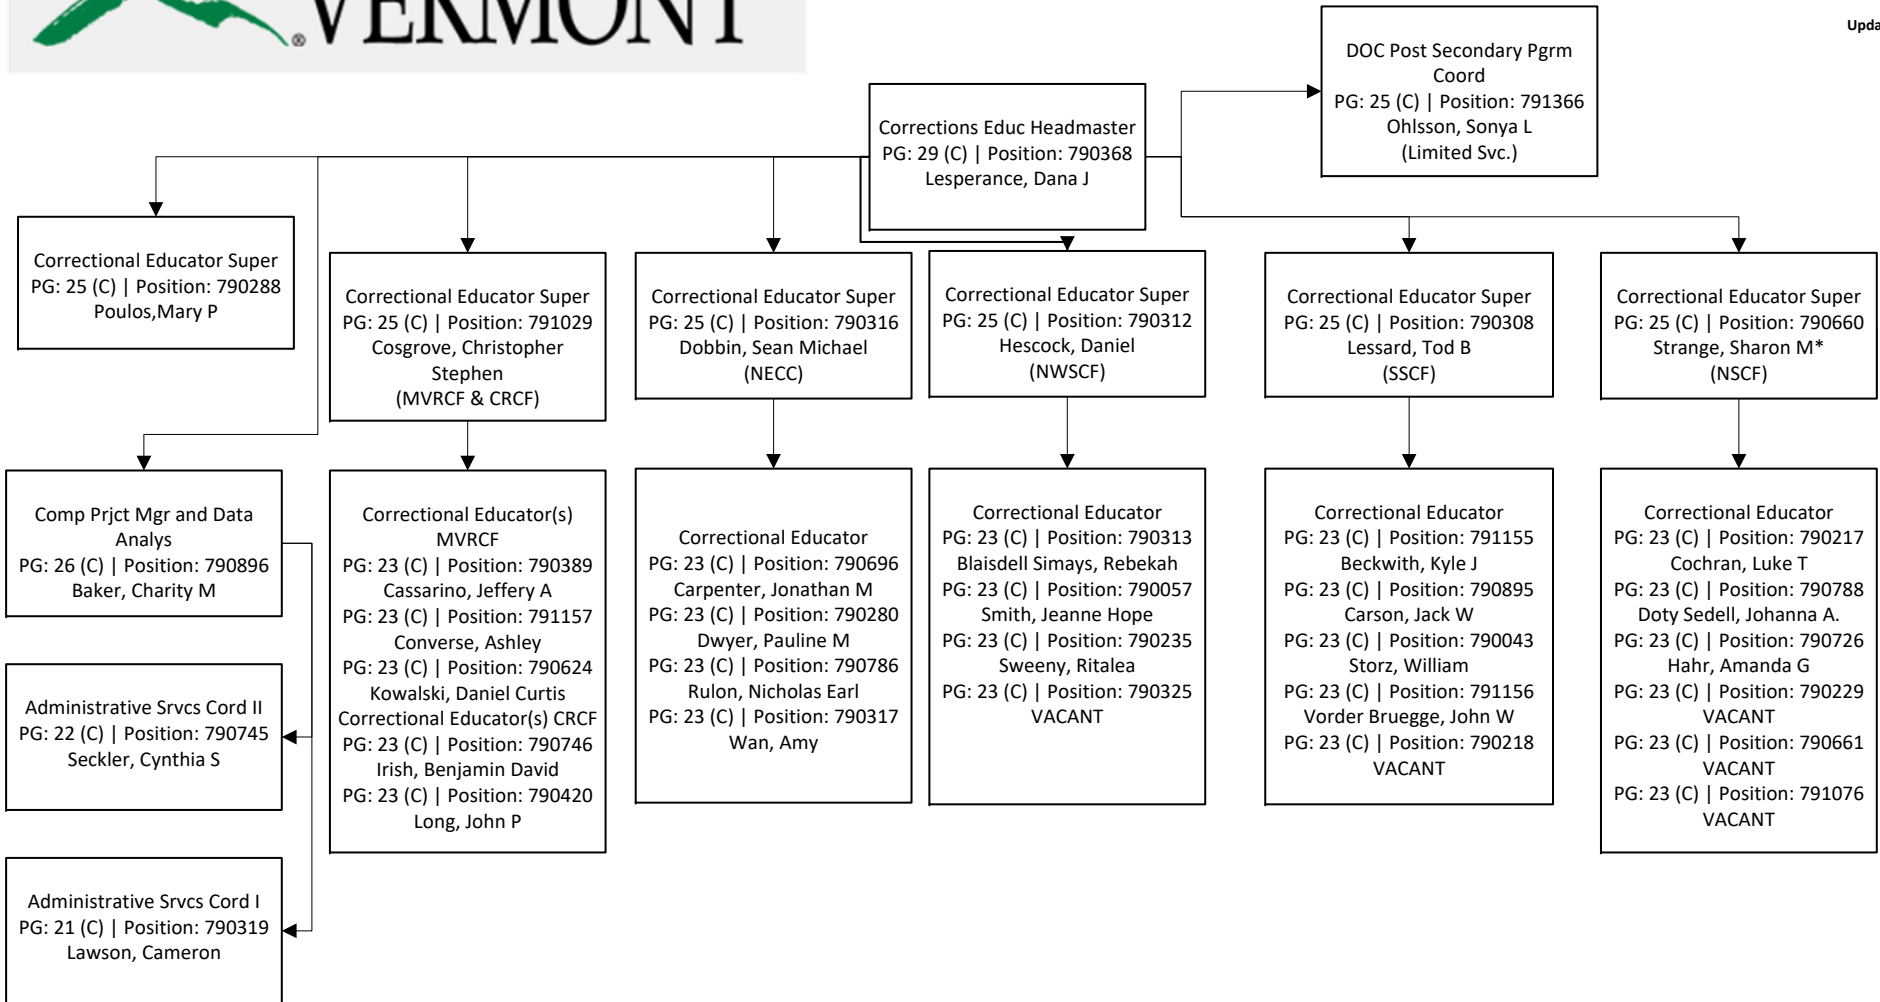 VERMONT
®
Upda
DOC Post Secondary Pgrm
Coord
PG: 25 (C) | Position: 791366
Ohlsson, Sonya L
(Limited Svc.)
Corrections Educ Headmaster
PG: 29 (C) | Position: 790368
Lesperance, Dana J
Correctional Educator Super
PG: 25 (C) | Position: 790288
Poulos,Mary P
Correctional Educator Super
PG: 25 (C) | Position: 791029
Cosgrove, Christopher
Stephen
(MVRCF & CRCF)
Correctional Educator Super
PG: 25 (C) | Position: 790316
Dobbin, Sean Michael
(NECC)
Correctional Educator Super
PG: 25 (C) | Position: 790312
Hescock, Daniel
(NWSCF)
Correctional Educator Super
PG: 25 (C) | Position: 790308
Lessard, Tod B
(SSCF)
Correctional Educator Super
PG: 25 (C) | Position: 790660
Strange, Sharon M*
(NSCF)
Comp Prjct Mgr and Data
Analys
PG: 26 (C) | Position: 790896
Baker, Charity M
Administrative Srvcs Cord II
PG: 22 (C) | Position: 790745
Seckler, Cynthia S
Administrative Srvcs Cord I
PG: 21 (C) | Position: 790319
Lawson, Cameron
Correctional Educator(s)
MVRCF
PG: 23 (C) | Position: 790389
Cassarino, Jeffery A
PG: 23 (C) | Position: 791157
Converse, Ashley
PG: 23 (C) | Position: 790624
Kowalski, Daniel Curtis
Correctional Educator(s) CRCF
PG: 23 (C) | Position: 790746
Irish, Benjamin David
PG: 23 (C) | Position: 790420
Long, John P
Correctional Educator
PG: 23 (C) | Position: 790696
Carpenter, Jonathan M
PG: 23 (C) | Position: 790280
Dwyer, Pauline M
PG: 23 (C) | Position: 790786
Rulon, Nicholas Earl
PG: 23 (C) | Position: 790317
Wan, Amy
Correctional Educator
PG: 23 (C) | Position: 790313
Blaisdell Simays, Rebekah
PG: 23 (C) | Position: 790057
Smith, Jeanne Hope
PG: 23 (C) | Position: 790235
Sweeny, Ritalea
PG: 23 (C) | Position: 790325
VACANT
Correctional Educator
PG: 23 (C) | Position: 791155
Beckwith, Kyle J
PG: 23 (C) | Position: 790895
Carson, Jack W
PG: 23 (C) | Position: 790043
Storz, William
PG: 23 (C) | Position: 791156
Vorder Bruegge, John W
PG: 23 (C) | Position: 790218
VACANT
Correctional Educator
PG: 23 (C) | Position: 790217
Cochran, Luke T
PG: 23 (C) | Position: 790788
Doty Sedell, Johanna A.
PG: 23 (C) | Position: 790726
Hahr, Amanda G
PG: 23 (C) | Position: 790229
VACANT
PG: 23 (C) | Position: 790661
VACANT
PG: 23 (C) | Position: 791076
VACANT